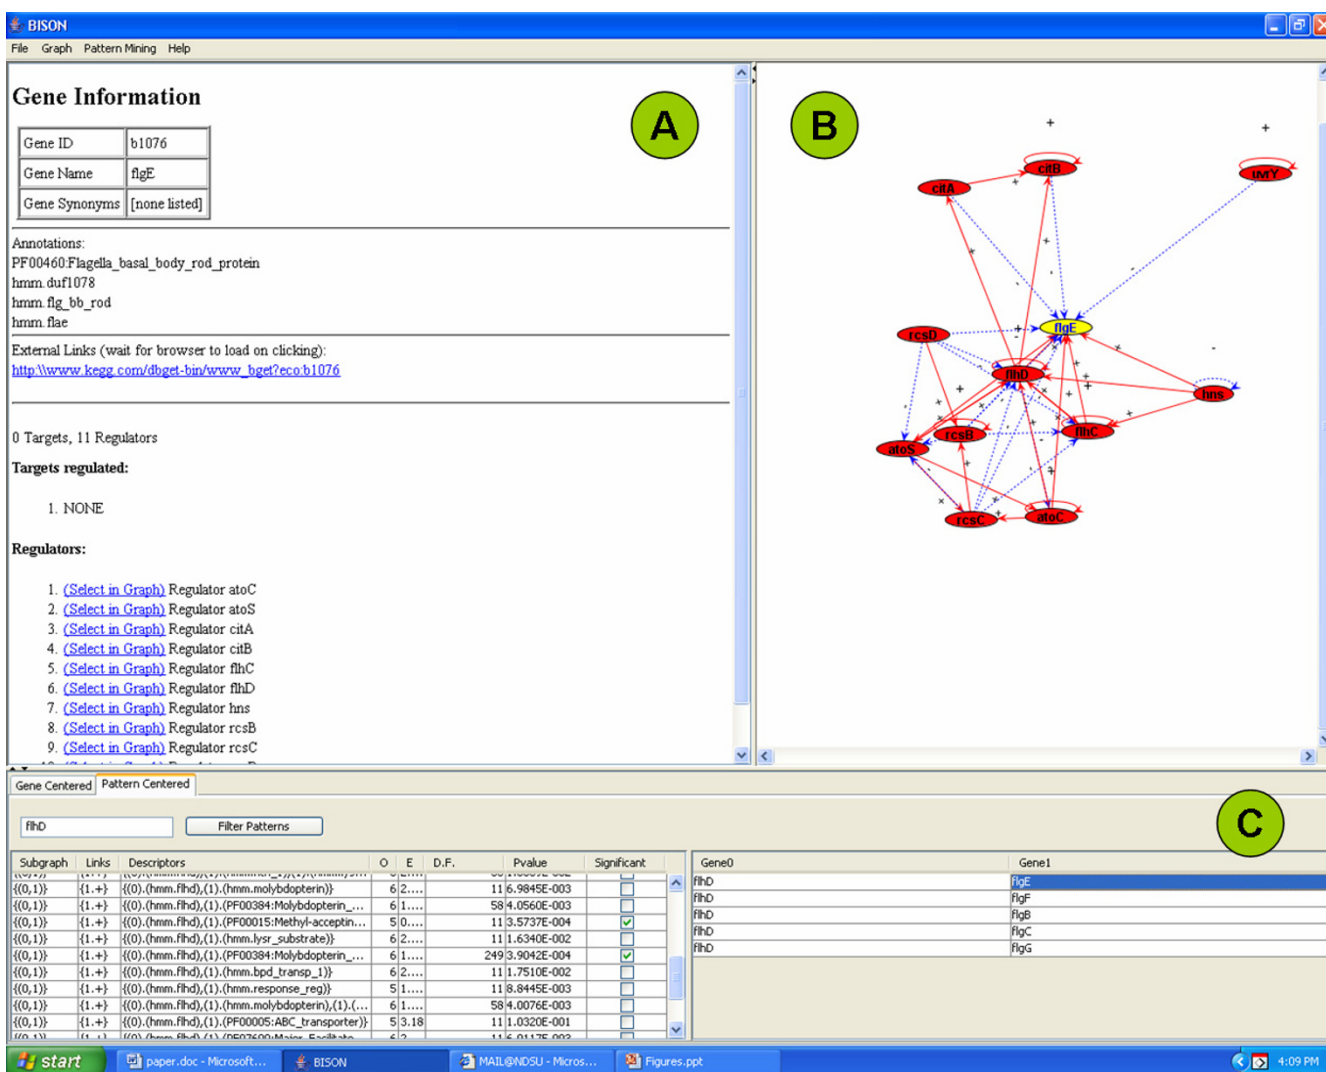 BISON
File Graph Pattern Mining Help
Gene Information
Gene ID b1076
Gene Name flgE
Gene Synonyms [none listed]
Annotations:
PF00460:Flagella_basal_body_rod_protein
hmm.duf1078
hmm.flg_bb_rod
hmm.flae
External Links (wait for browser to load on clicking):
http:\\www.kegg.com/dbget-bin/www_bget?eco:b1076
0 Targets, 11 Regulators
Targets regulated:
1. NONE
Regulators:
1. (Select in Graph) Regulator atoC
2. (Select in Graph) Regulator atoS
3. (Select in Graph) Regulator citA
4. (Select in Graph) Regulator citB
5. (Select in Graph) Regulator flhC
6. (Select in Graph) Regulator flhD
7. (Select in Graph) Regulator hns
8. (Select in Graph) Regulator rcsB
9. (Select in Graph) Regulator rcsC
A
B
citB
uvrY
citA
flgE
rcsD
flhD
hns
rcsB
flhC
atoS
rcsC
atoC
Gene Centered Pattern Centered
flhD Filter Patterns
C
Subgraph Links Descriptors O E D.F. Pvalue Significant
{(0,1)} {1.+} {(0).(hmm.flhd),(1).(hmm.molybdopterin)} 6 2.... 11 6.9845E-003
{(0,1)} {1.+} {(0).(hmm.flhd),(1).(PF00384:Molybdopterin_... 6 1.... 58 4.0560E-003
{(0,1)} {1.+} {(0).(hmm.flhd),(1).(PF00015:Methyl-acceptin... 5 0.... 11 3.5737E-004
{(0,1)} {1.+} {(0).(hmm.flhd),(1).(hmm.lysr_substrate)} 6 2.... 11 1.6340E-002
{(0,1)} {1.+} {(0).(hmm.flhd),(1).(PF00384:Molybdopterin_... 6 1.... 249 3.9042E-004
{(0,1)} {1.+} {(0).(hmm.flhd),(1).(hmm.bpd_transp_1)} 6 2.... 11 1.7510E-002
{(0,1)} {1.+} {(0).(hmm.flhd),(1).(hmm.response_reg)} 5 1.... 11 8.8445E-003
{(0,1)} {1.+} {(0).(hmm.flhd),(1).(hmm.molybdopterin),(1).(... 6 1.... 58 4.0076E-003
{(0,1)} {1.+} {(0).(hmm.flhd),(1).(PF00005:ABC_transporter)} 5 3.18 11 1.0320E-001
Gene0 Gene1
flhD flgE
flhD flgF
flhD flgB
flhD flgC
flhD flgG
start paper.doc - Microsoft... BISON MAIL@NDSU - Micros... Figures.ppt 4:09 PM